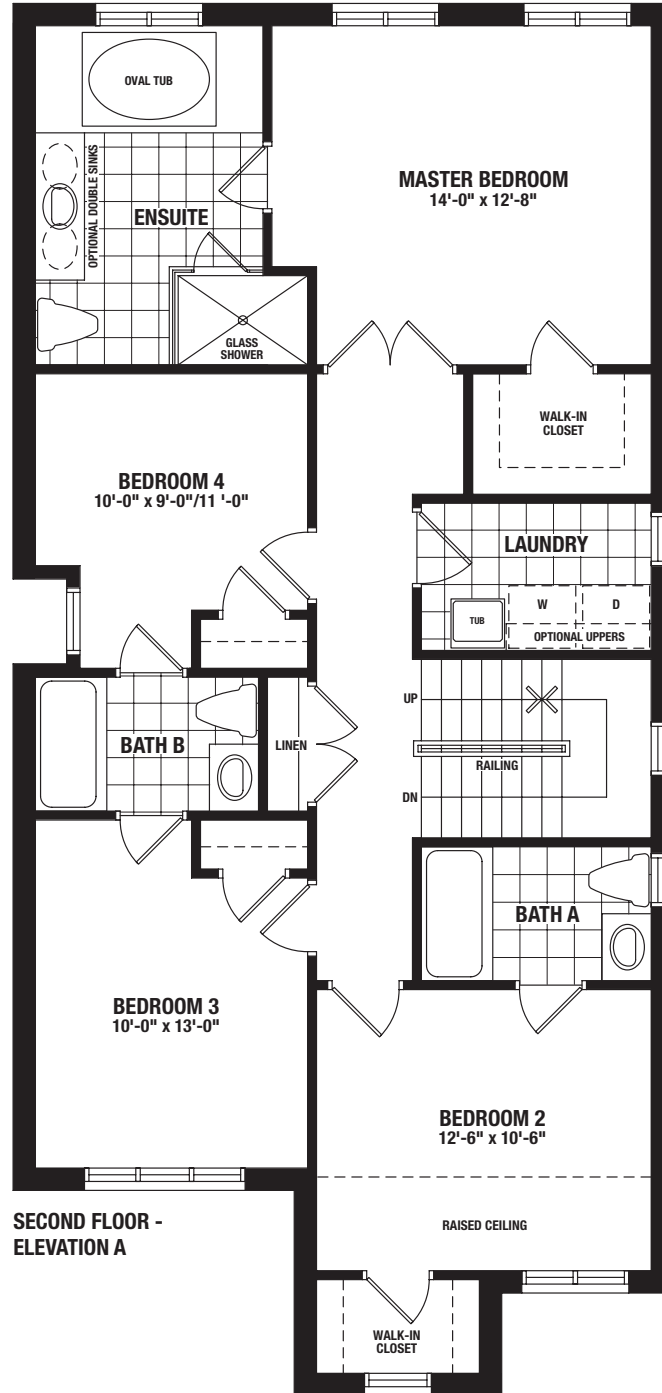 OVAL TUB
OPTIONAL DOUBLE SINKS
ENSUITE
GLASS
SHOWER
MASTER BEDROOM
14'-0" x 12'-8"
WALK-IN
CLOSET
BEDROOM 4
10'-0" x 9'-0"/11 '-0"
LAUNDRY
TUB
W
D
OPTIONAL UPPERS
UP
RAILING
DN
BATH B
LINEN
BATH A
BEDROOM 3
10'-0" x 13'-0"
BEDROOM 2
12'-6" x 10'-6"
RAISED CEILING
WALK-IN
CLOSET
SECOND FLOOR -
ELEVATION A